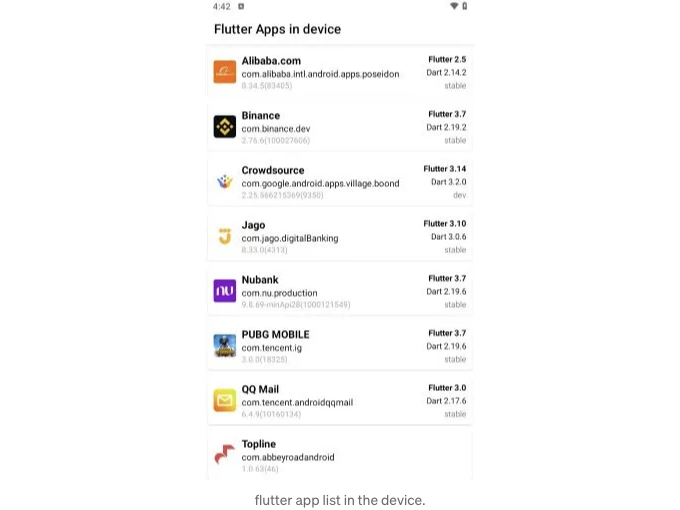 4:42
Flutter Apps in device
Alibaba.com
Flutter 2.5
com.alibaba.intl.android.apps.poseidon
Dart 2.14.2
8.34.5(83405)
stable
Binance
Flutter 3.7
com.binance.dev
Dart 2.19.2
2.76.6(100027606)
stable
Crowdsource
Flutter 3.14
com.google.android.apps.village.boond
Dart 3.2.0
2.25.566215369(9350)
dev
Jago
Flutter 3.10
com.jago.digitalBanking
Dart 3.0.6
8.33.0(4313)
stable
nu
Nubank
Flutter 3.7
com.nu.production
Dart 2.19.6
9.8.69-minApi28(1000121549)
stable
PUBG MOBILE
Flutter 3.7
com.tencent.ig
Dart 2.19.6
3.0.0(18325)
stable
QQ Mail
Flutter 3.0
com.tencent.androidqqmail
Dart 2.17.6
6.4.9(10160134)
stable
Topline
com.abbeyroadandroid
1.0.63(46)
flutter app list in the device.